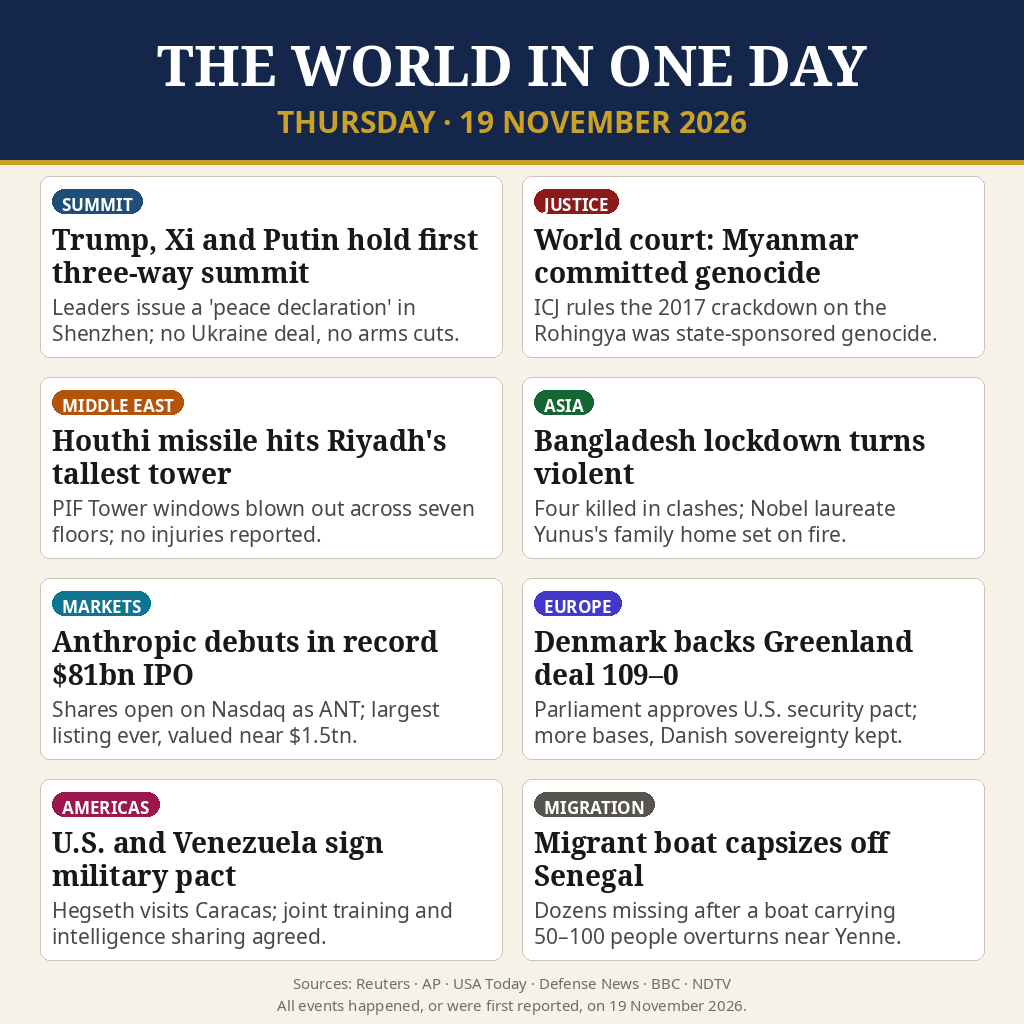 THE WORLD IN ONE DAY
THURSDAY · 19 NOVEMBER 2026
SUMMIT
Trump, Xi and Putin hold first
three-way summit
Leaders issue a 'peace declaration' in
Shenzhen; no Ukraine deal, no arms cuts.
JUSTICE
World court: Myanmar
committed genocide
ICJ rules the 2017 crackdown on the
Rohingya was state-sponsored genocide.
MIDDLE EAST
Houthi missile hits Riyadh's
tallest tower
PIF Tower windows blown out across seven
floors; no injuries reported.
ASIA
Bangladesh lockdown turns
violent
Four killed in clashes; Nobel laureate
Yunus's family home set on fire.
MARKETS
Anthropic debuts in record
$81bn IPO
Shares open on Nasdaq as ANT; largest
listing ever, valued near $1.5tn.
EUROPE
Denmark backs Greenland
deal 109–0
Parliament approves U.S. security pact;
more bases, Danish sovereignty kept.
AMERICAS
U.S. and Venezuela sign
military pact
Hegseth visits Caracas; joint training and
intelligence sharing agreed.
MIGRATION
Migrant boat capsizes off
Senegal
Dozens missing after a boat carrying
50–100 people overturns near Yenne.
Sources: Reuters · AP · USA Today · Defense News · BBC · NDTV
All events happened, or were first reported, on 19 November 2026.